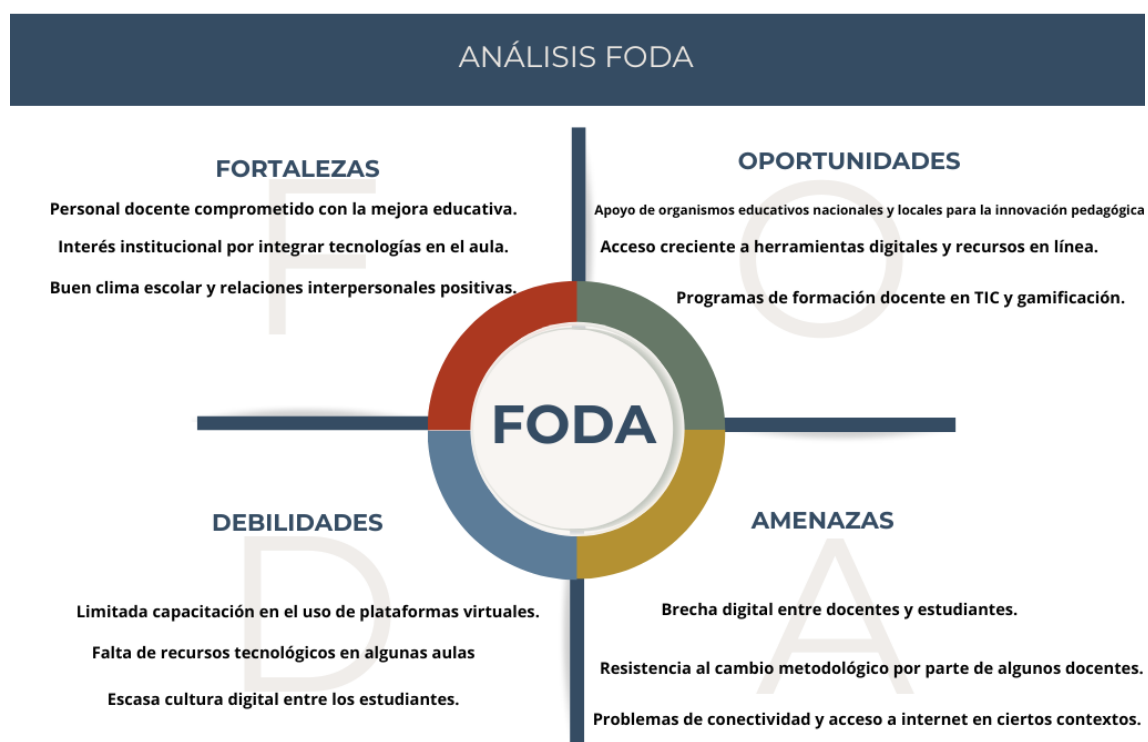 ANÁLISIS FODA
FORTALEZAS
Personal docente comprometido con la mejora educativa.
Interés institucional por integrar tecnologías en el aula.
Buen clima escolar y relaciones interpersonales positivas.
F
OPORTUNIDADES
Apoyo de organismos educativos nacionales y locales para la innovación pedagógica
Acceso creciente a herramientas digitales y recursos en línea.
Programas de formación docente en TIC y gamificación.
O
FODA
DEBILIDADES
Limitada capacitación en el uso de plataformas virtuales.
Falta de recursos tecnológicos en algunas aulas
Escasa cultura digital entre los estudiantes.
D
AMENAZAS
Brecha digital entre docentes y estudiantes.
Resistencia al cambio metodológico por parte de algunos docentes.
Problemas de conectividad y acceso a internet en ciertos contextos.
A